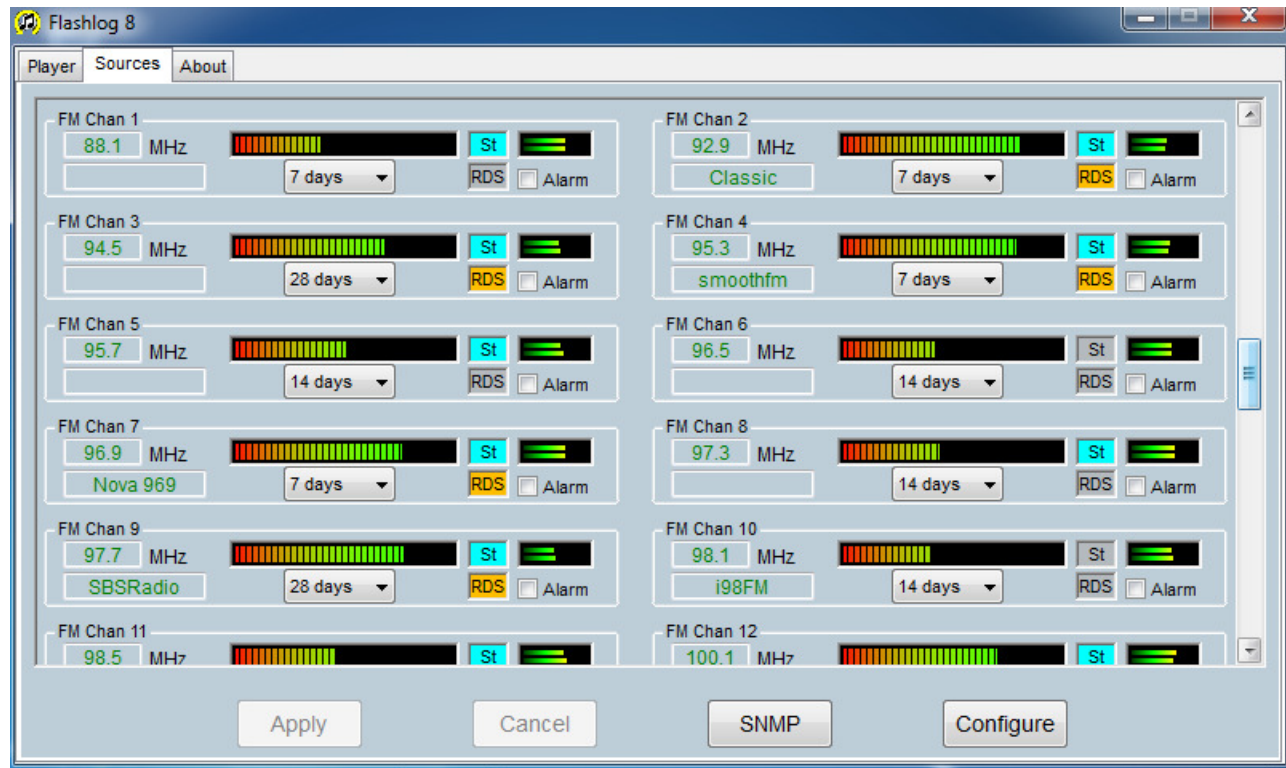 Flashlog 8
Player Sources About
FM Chan 1
88.1 MHz St
7 days RDS Alarm
FM Chan 2
92.9 MHz St
Classic 7 days RDS Alarm
FM Chan 3
94.5 MHz St
28 days RDS Alarm
FM Chan 4
95.3 MHz St
smoothfm 7 days RDS Alarm
FM Chan 5
95.7 MHz St
14 days RDS Alarm
FM Chan 6
96.5 MHz St
14 days RDS Alarm
FM Chan 7
96.9 MHz St
Nova 969 7 days RDS Alarm
FM Chan 8
97.3 MHz St
14 days RDS Alarm
FM Chan 9
97.7 MHz St
SBSRadio 28 days RDS Alarm
FM Chan 10
98.1 MHz St
i98FM 14 days RDS Alarm
FM Chan 11
98.5 MHz St
FM Chan 12
100.1 MHz St
Apply Cancel SNMP Configure